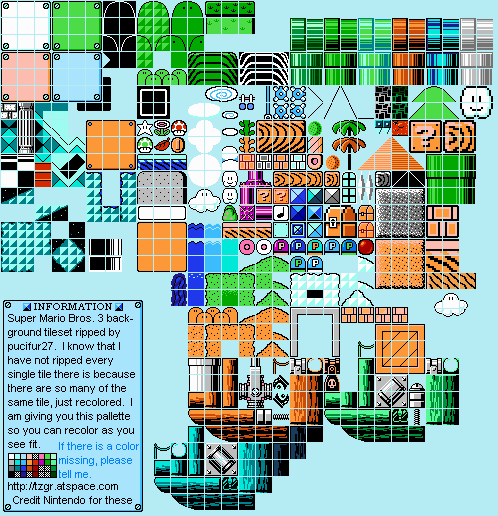 INFORMATION
Super Mario Bros. 3 back-
ground tileset ripped by
pucifur27. I know that I
have not ripped every
single tile there is because
there are so many of the
same tile, just recolored. I
am giving you this pallette
so you can recolor as you
see fit.
If there is a color
missing, please
tell me.
http://tzgr.atspace.com
Credit Nintendo for these
? ?
? ?
P P P P
P P